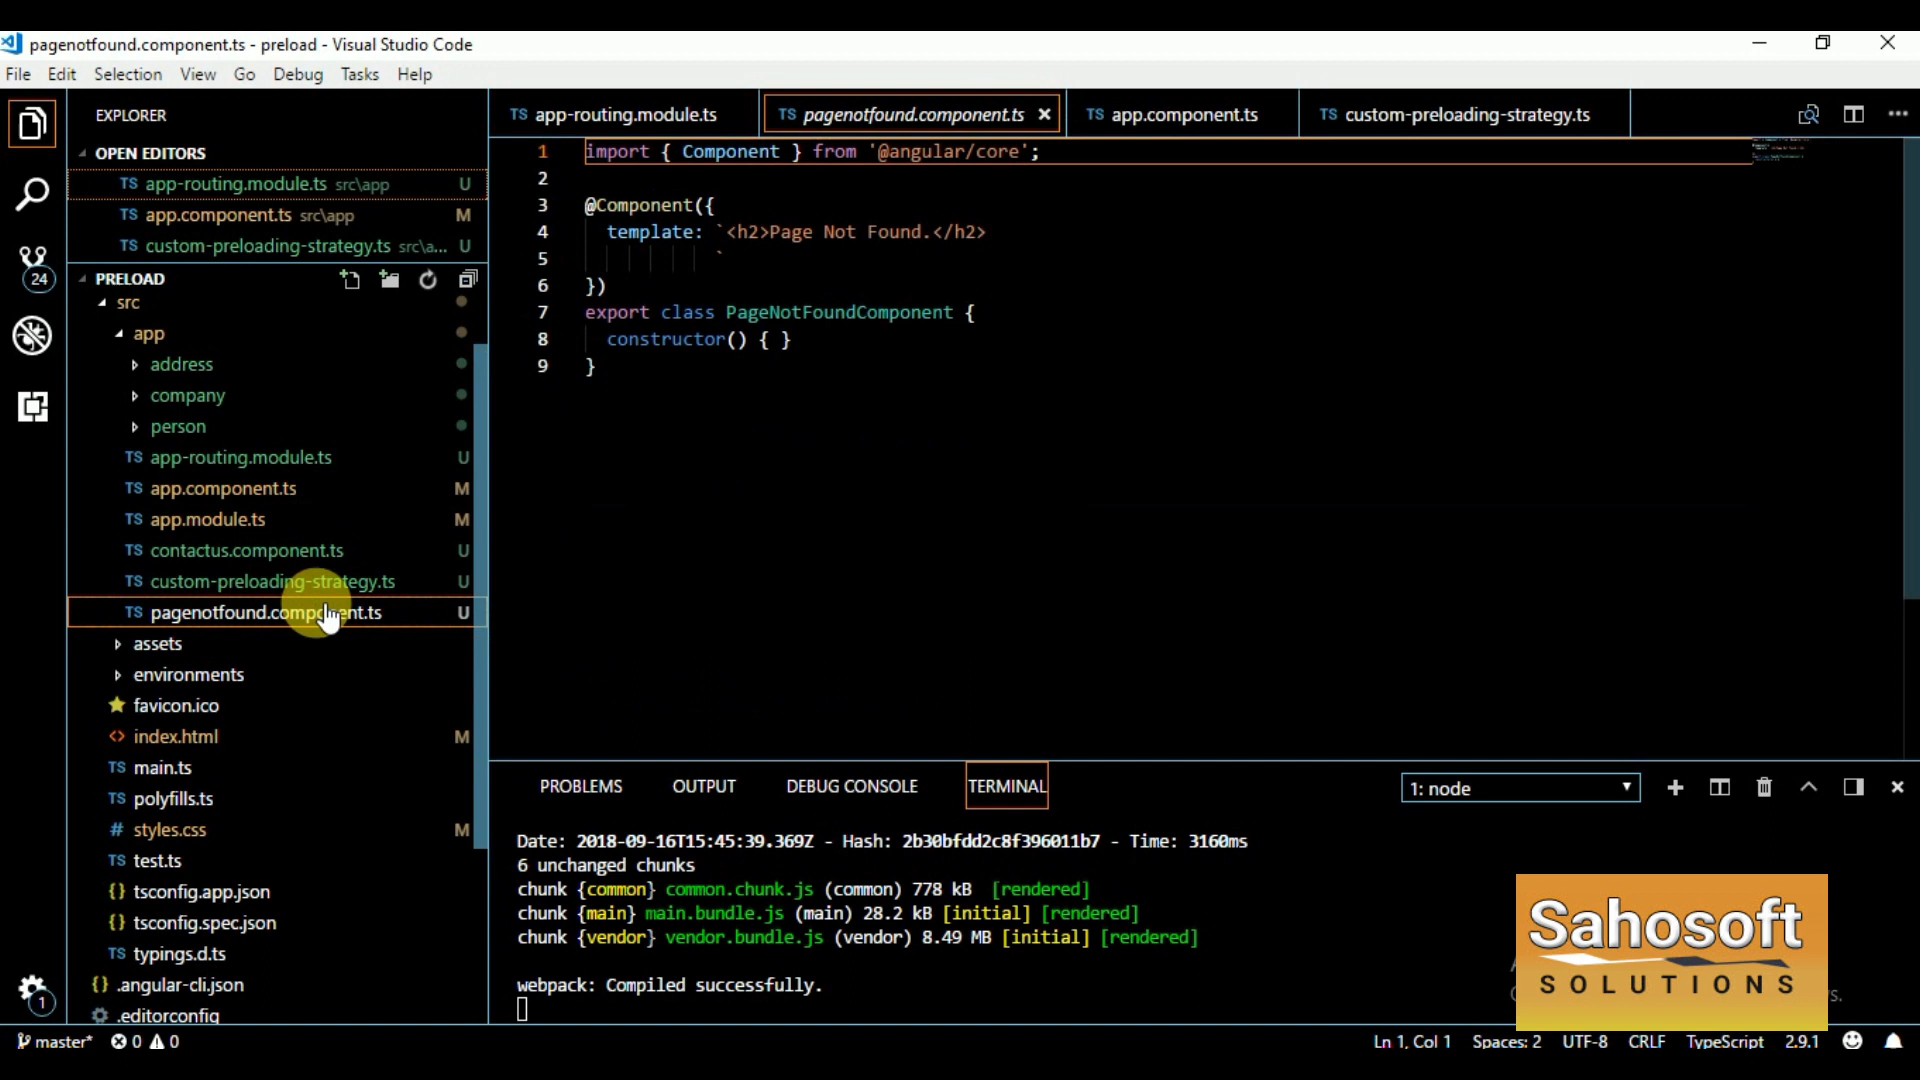 pagenotfound.component.ts - preload - Visual Studio Code
File Edit Selection View Go Debug Tasks Help
EXPLORER
OPEN EDITORS
TS app-routing.module.ts src\app U
TS app.component.ts src\app M
TS custom-preloading-strategy.ts src\a... U
24
PRELOAD
src
app
address
company
person
TS app-routing.module.ts U
TS app.component.ts M
TS app.module.ts M
TS contactus.component.ts U
TS custom-preloading-strategy.ts U
TS pagenotfound.component.ts U
assets
environments
favicon.ico
<> index.html M
TS main.ts
TS polyfills.ts
# styles.css M
TS test.ts
{} tsconfig.app.json
{} tsconfig.spec.json
TS typings.d.ts
{} .angular-cli.json
.editorconfig
1
TS app-routing.module.ts TS pagenotfound.component.ts TS app.component.ts TS custom-preloading-strategy.ts
1 import { Component } from '@angular/core';
2
3 @Component({
4 template: `<h2>Page Not Found.</h2>
5 `
6 })
7 export class PageNotFoundComponent {
8 constructor() { }
9 }
PROBLEMS OUTPUT DEBUG CONSOLE TERMINAL 1: node
Date: 2018-09-16T15:45:39.369Z - Hash: 2b30bfdd2c8f396011b7 - Time: 3160ms
6 unchanged chunks
chunk {common} common.chunk.js (common) 778 kB [rendered]
chunk {main} main.bundle.js (main) 28.2 kB [initial] [rendered]
chunk {vendor} vendor.bundle.js (vendor) 8.49 MB [initial] [rendered]
webpack: Compiled successfully.
Sahosoft
SOLUTIONS
master* 0 0 Ln 1, Col 1 Spaces: 2 UTF-8 CRLF TypeScript 2.9.1